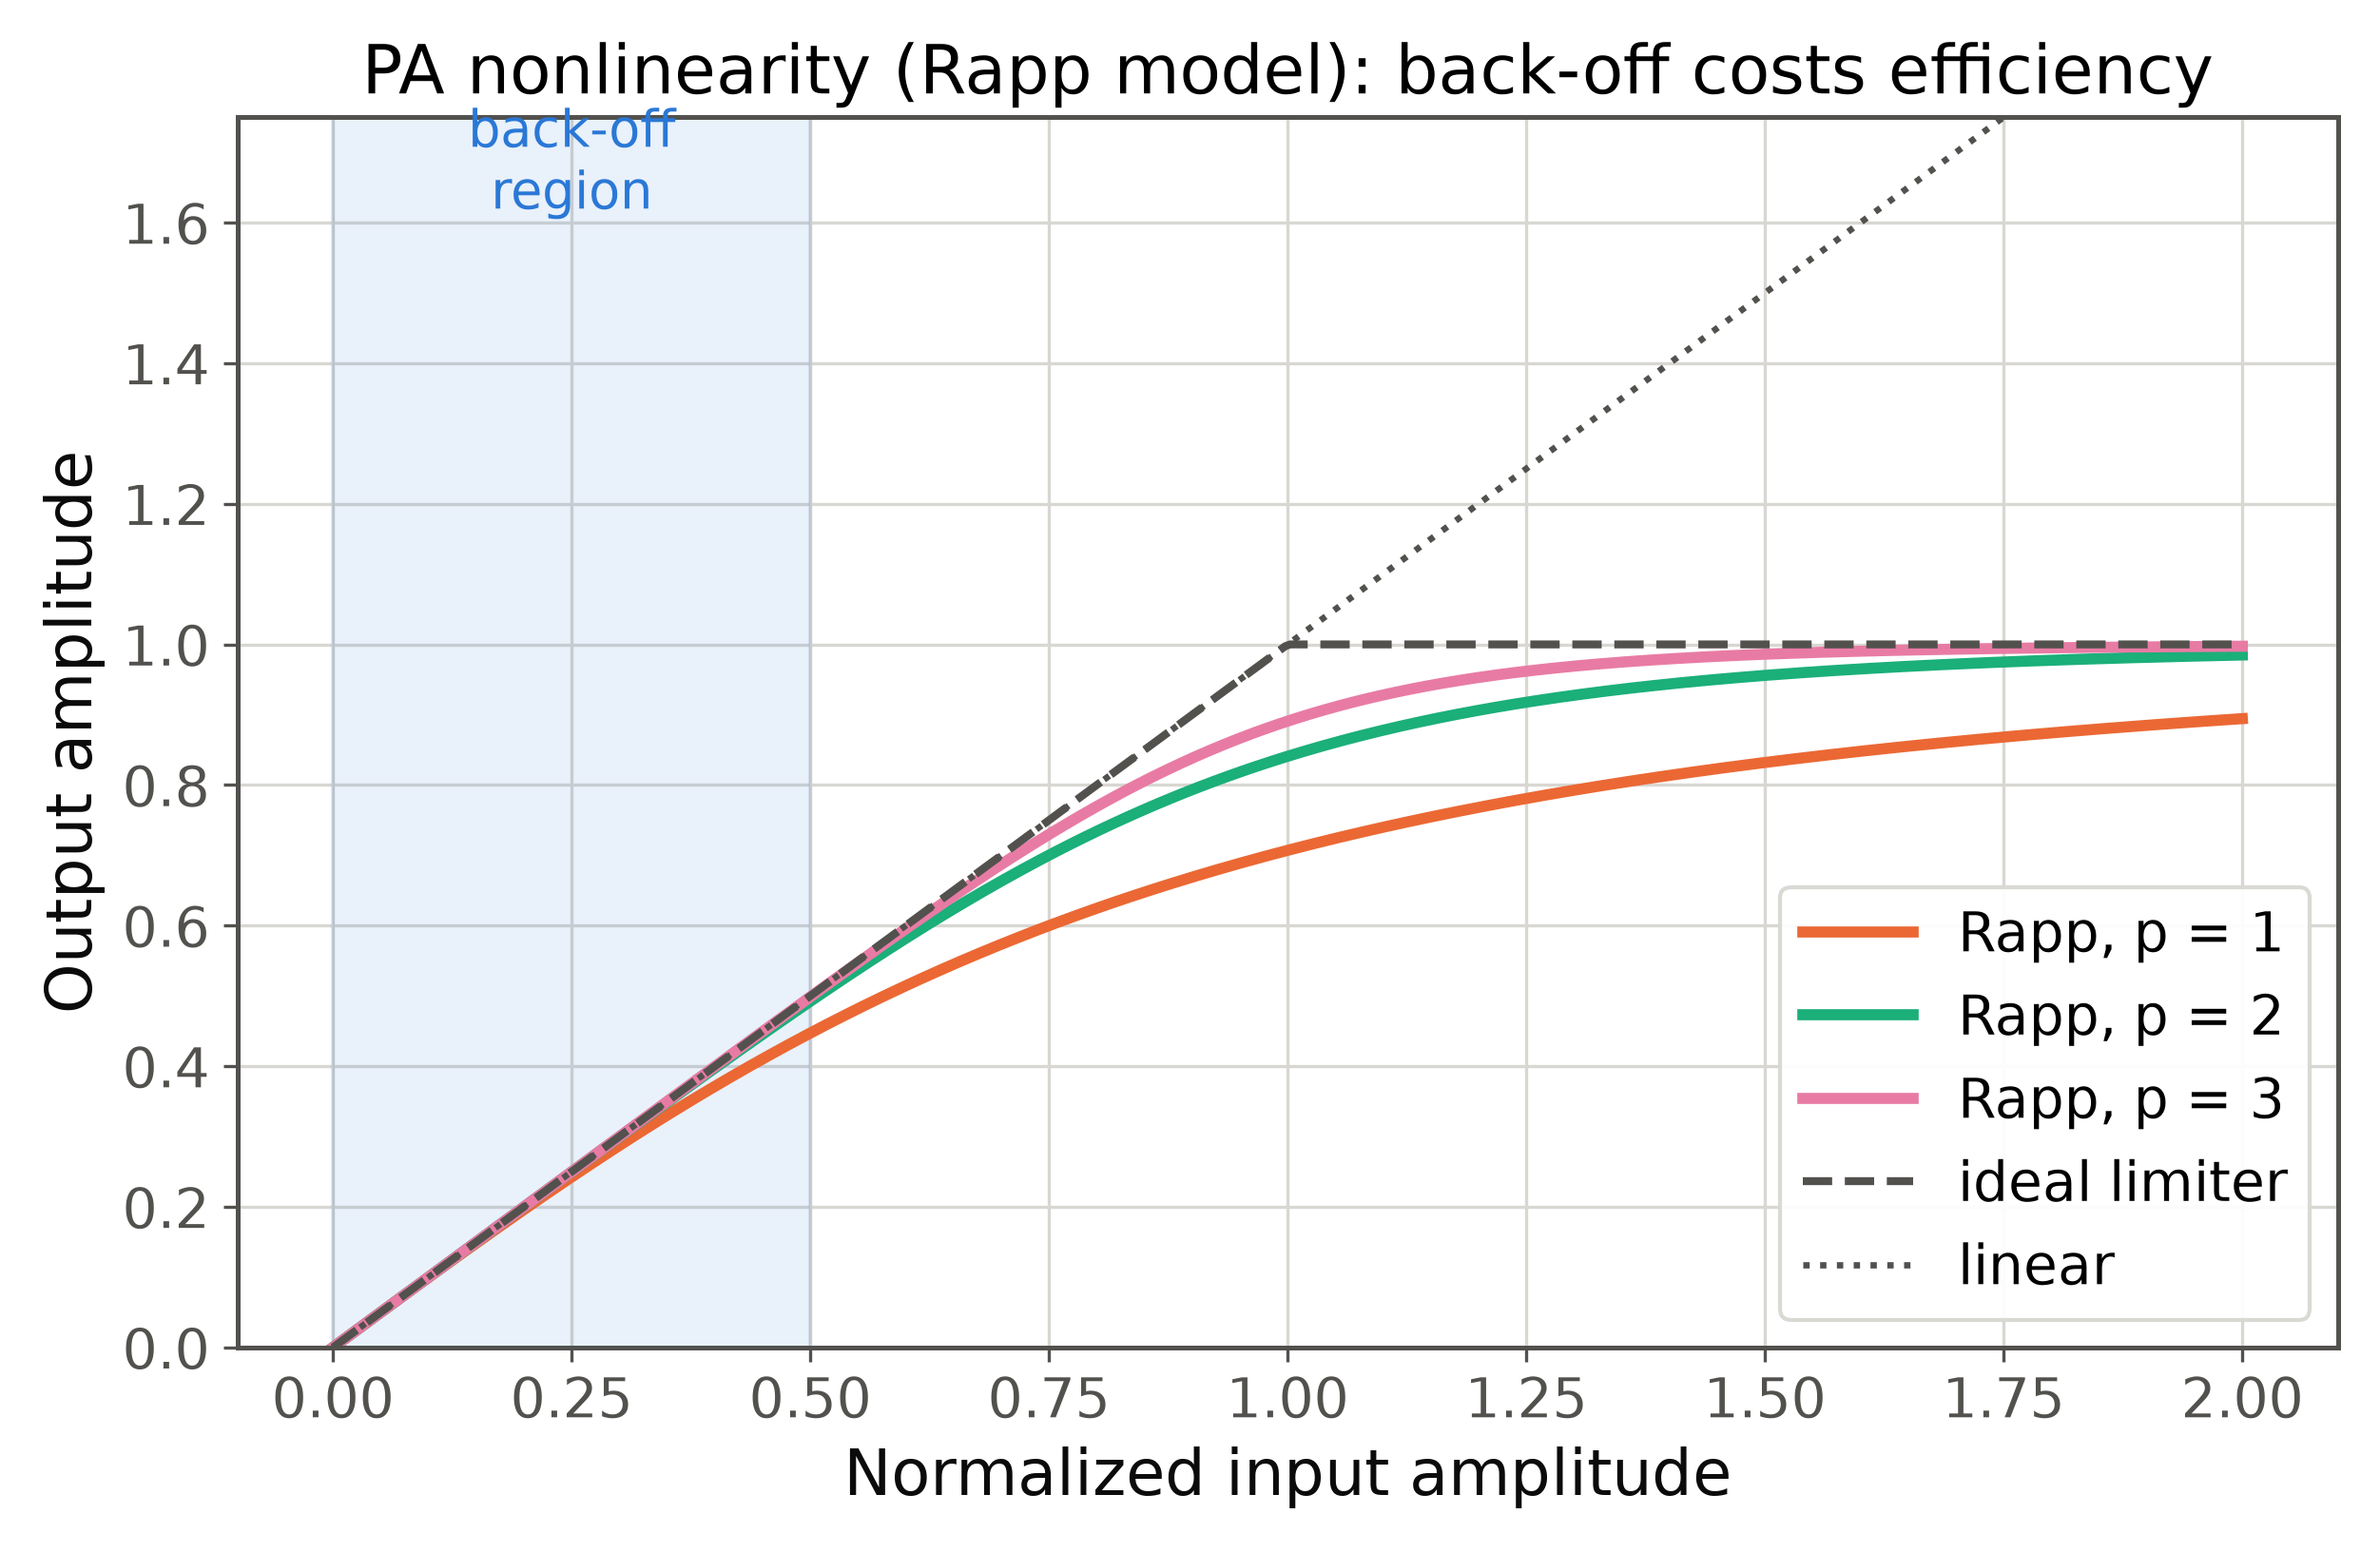 PA nonlinearity (Rapp model): back-off costs efficiency
back-off
region
Output amplitude
1.6
1.4
1.2
1.0
0.8
0.6
0.4
0.2
0.0
Rapp, p = 1
Rapp, p = 2
Rapp, p = 3
ideal limiter
linear
0.00 0.25 0.50 0.75 1.00 1.25 1.50 1.75 2.00
Normalized input amplitude